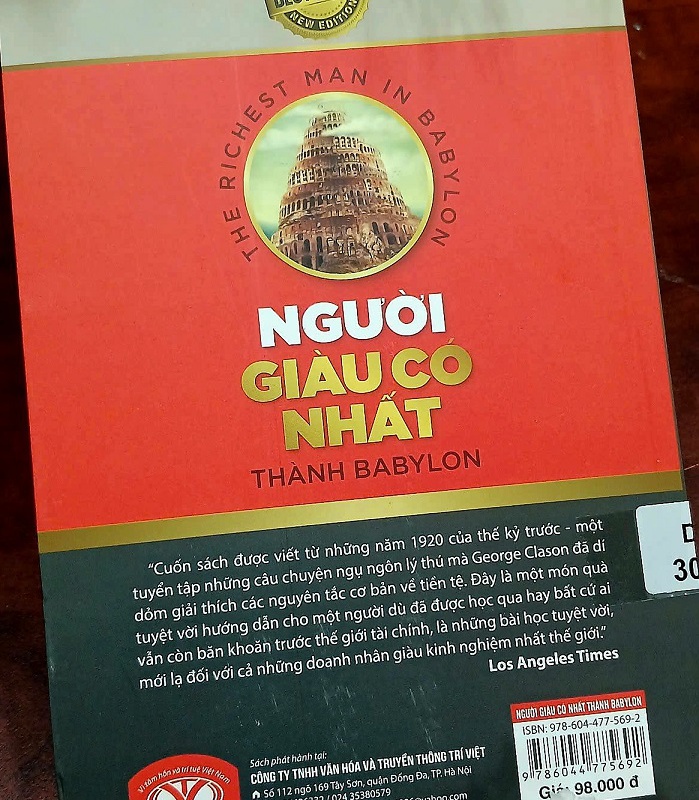 NEW EDITION
THE RICHEST MAN IN BABYLON
NGƯỜI
GIÀU CÓ
NHẤT
THÀNH BABYLON
“Cuốn sách được viết từ những năm 1920 của thế kỷ trước - một
tuyển tập những câu chuyện ngụ ngôn lý thú mà George Clason đã dí
dỏm giải thích các nguyên tắc cơ bản về tiền tệ. Đây là một món quà
tuyệt vời hướng dẫn cho một người dù đã được học qua hay bất cứ ai
vẫn còn băn khoăn trước thế giới tài chính, là những bài học tuyệt vời,
mới lạ đối với cả những doanh nhân giàu kinh nghiệm nhất thế giới.”
Los Angeles Times
30
NGƯỜI GIÀU CÓ NHẤT THÀNH BABYLON
ISBN: 978-604-477-569-2
9 786044 775692
Giá: 98.000 đ
Vì tâm hồn và trí tuệ Việt Nam
Sách phát hành tại:
CÔNG TY TNHH VĂN HÓA VÀ TRUYỀN THÔNG TRÍ VIỆT
Số 112 ngõ 169 Tây Sơn, quận Đống Đa, TP. Hà Nội
/ 024 35380579
@yahoo.com